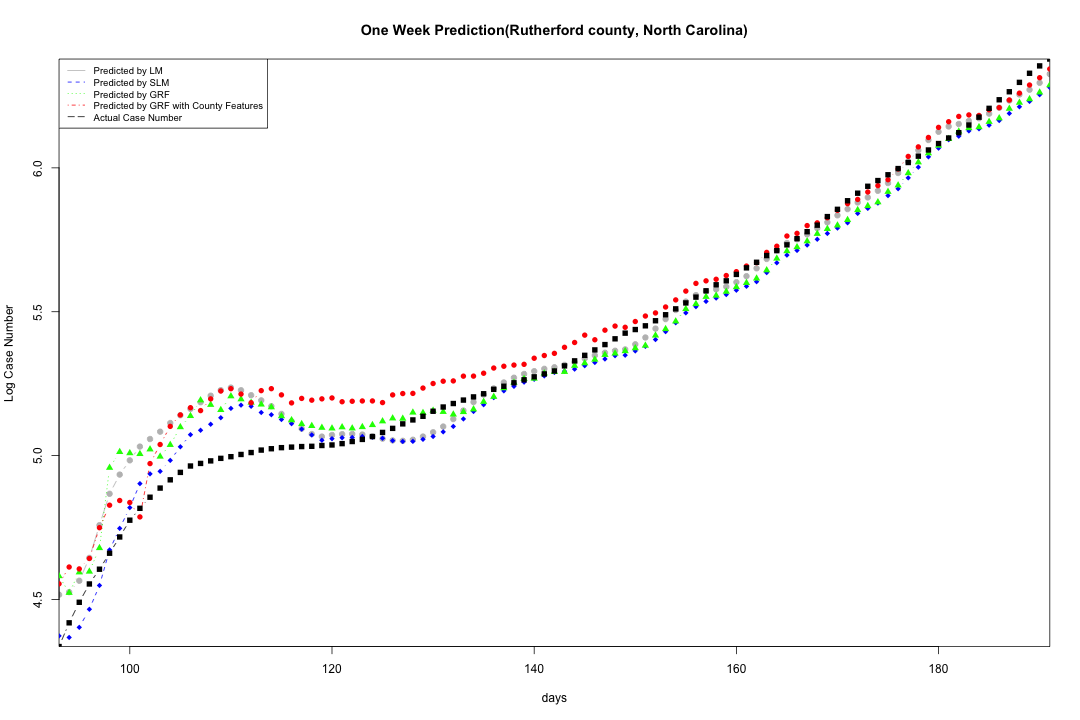 One Week Prediction(Rutherford county, North Carolina)
Predicted by LM
Predicted by SLM
Predicted by GRF
Predicted by GRF with County Features
Actual Case Number
Log Case Number
6.0
5.5
5.0
4.5
100 120 140 160 180
days